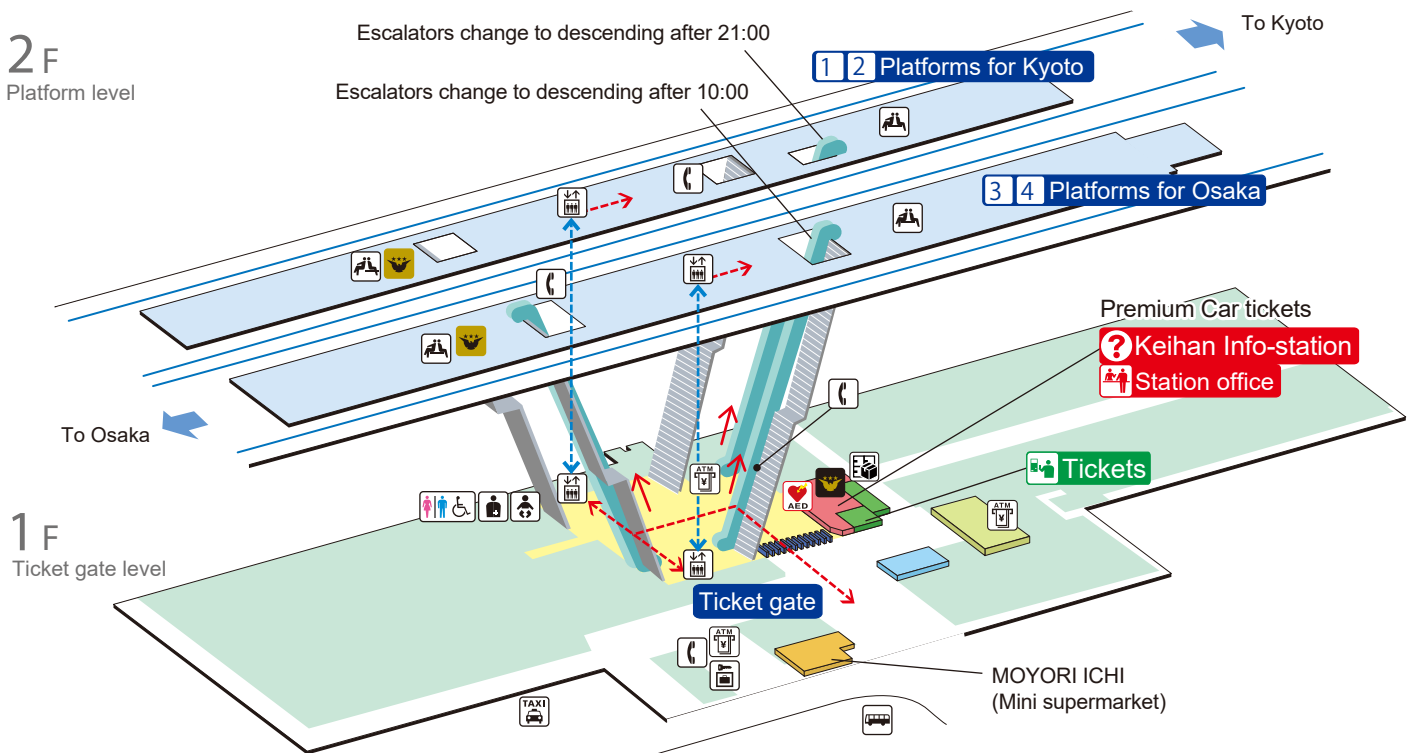 2 F
Platform level
Escalators change to descending after 21:00
Escalators change to descending after 10:00
To Kyoto
1 2 Platforms for Kyoto
3 4 Platforms for Osaka
To Osaka
Premium Car tickets
? Keihan Info-station
Station office
Tickets
ATM
¥
AED
ATM
¥
1 F
Ticket gate level
Ticket gate
ATM
¥
MOYORI ICHI
(Mini supermarket)
TAXI